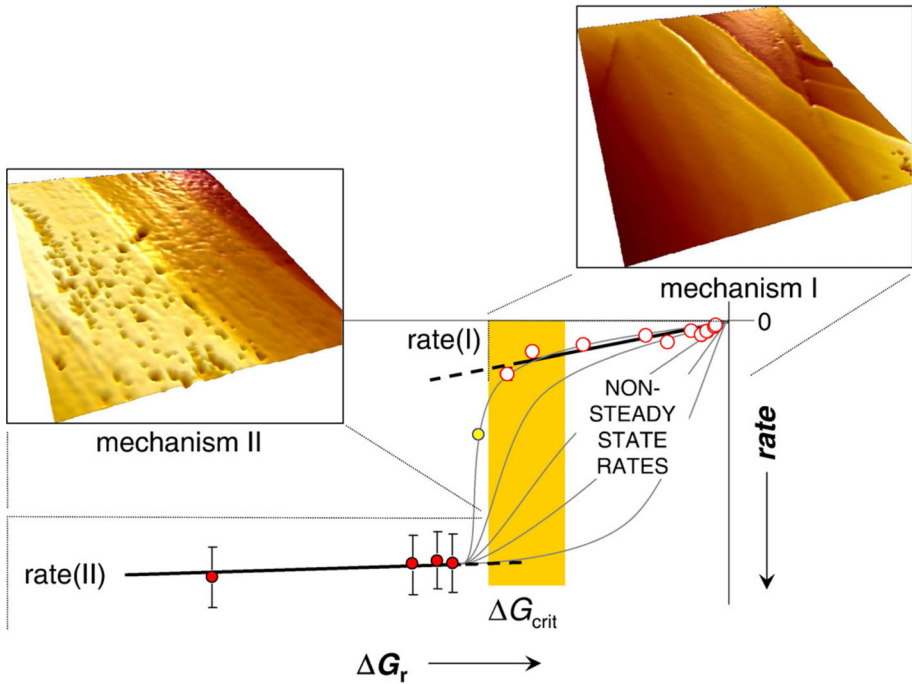 mechanism I
0
rate(I)
NON-
STEADY
STATE
RATES
rate
mechanism II
rate(II)
ΔGcrit
ΔGr